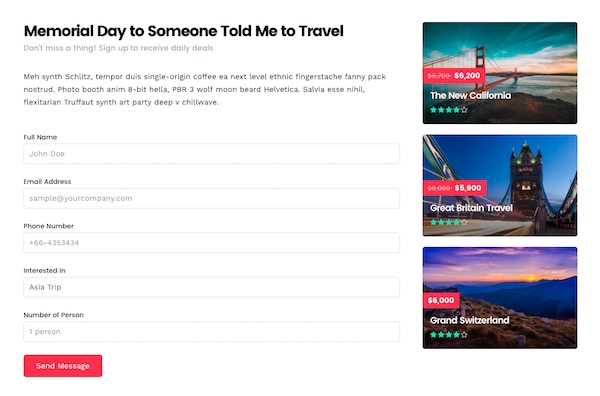 Memorial Day to Someone Told Me to Travel
Don't miss a thing! Sign up to receive daily deals
Meh synth Schlitz, tempor duis single-origin coffee ea next level ethnic fingerstache fanny pack
nostrud. Photo booth anim 8-bit hella, PBR 3 wolf moon beard Helvetica. Salvia esse nihil,
flexitarian Truffaut synth art party deep v chillwave.
Full Name
John Doe
Email Address
sample@yourcompany.com
Phone Number
+66-4353434
Interested In
Asia Trip
Number of Person
1 person
Send Message
$6,200
The New California
$5,900
Great Britain Travel
$6,000
Grand Switzerland